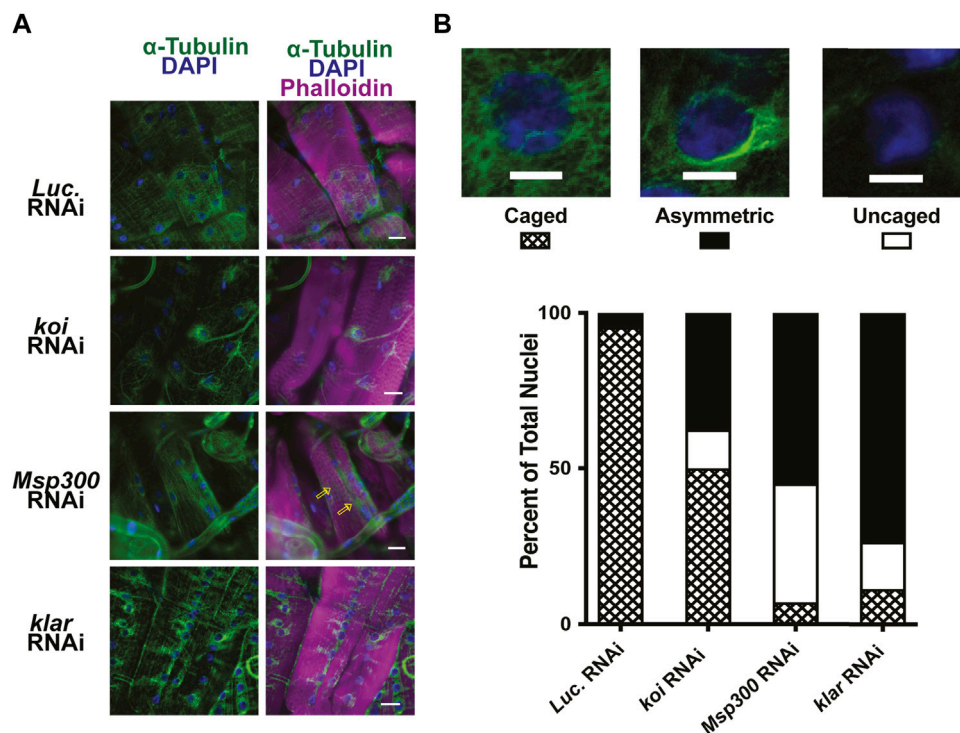 A
α-Tubulin
DAPI
α-Tubulin
DAPI
Phalloidin
Luc.
RNAi
koi
RNAi
Msp300
RNAi
klar
RNAi
B
Caged
Asymmetric
Uncaged
Percent of Total Nuclei
100
50
0
Luc. RNAi
koi RNAi
Msp300 RNAi
klar RNAi